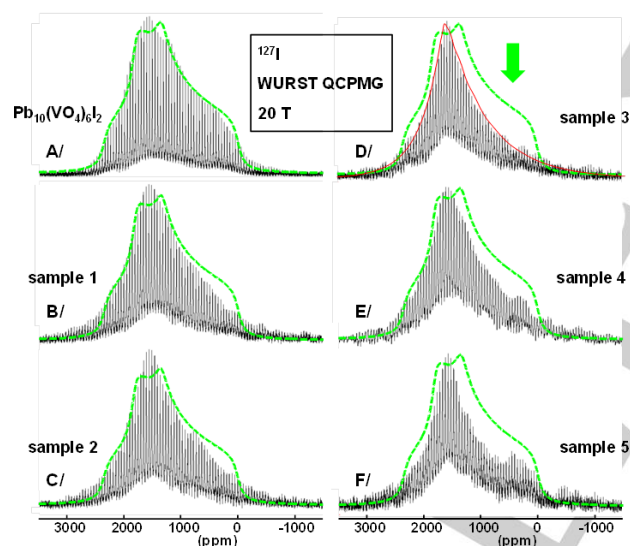 ¹²⁷I
WURST QCPMG
20 T
Pb₁₀(VO₄)₆I₂
A/
sample 3
D/
sample 1
B/
sample 4
E/
sample 2
C/
sample 5
F/
3000 2000 1000 0 -1000
(ppm)
3000 2000 1000 0 -1000
(ppm)